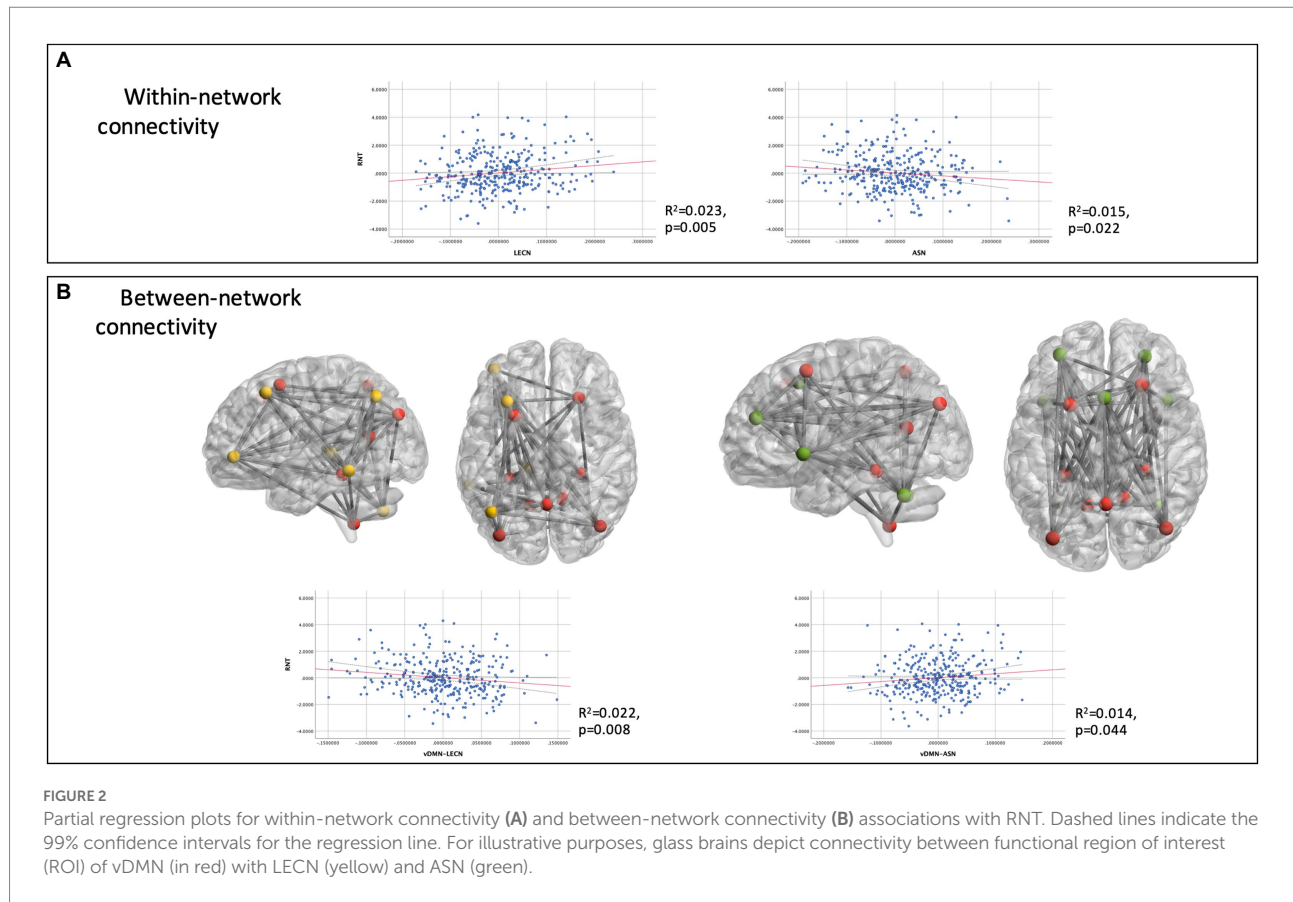 A
Within-network
connectivity
RNT
6.0000
4.0000
2.0000
.0000
-2.0000
-4.0000
-.2000000 -.1000000 .0000000 .1000000 .2000000 .3000000
LECN
R²=0.023,
p=0.005
6.0000
4.0000
2.0000
.0000
-2.0000
-4.0000
-.2000000 -.1000000 .0000000 .1000000 .2000000 .3000000
ASN
R²=0.015,
p=0.022
B
Between-network
connectivity
RNT
6.0000
4.0000
2.0000
.0000
-2.0000
-4.0000
-.1500000 -.1000000 -.0500000 .0000000 .0500000 .1000000 .1500000
vDMN-LECN
R²=0.022,
p=0.008
6.0000
4.0000
2.0000
.0000
-2.0000
-4.0000
-.2000000 -.1000000 .0000000 .1000000 .2000000
vDMN-ASN
R²=0.014,
p=0.044
FIGURE 2
Partial regression plots for within-network connectivity (A) and between-network connectivity (B) associations with RNT. Dashed lines indicate the
99% confidence intervals for the regression line. For illustrative purposes, glass brains depict connectivity between functional region of interest
(ROI) of vDMN (in red) with LECN (yellow) and ASN (green).